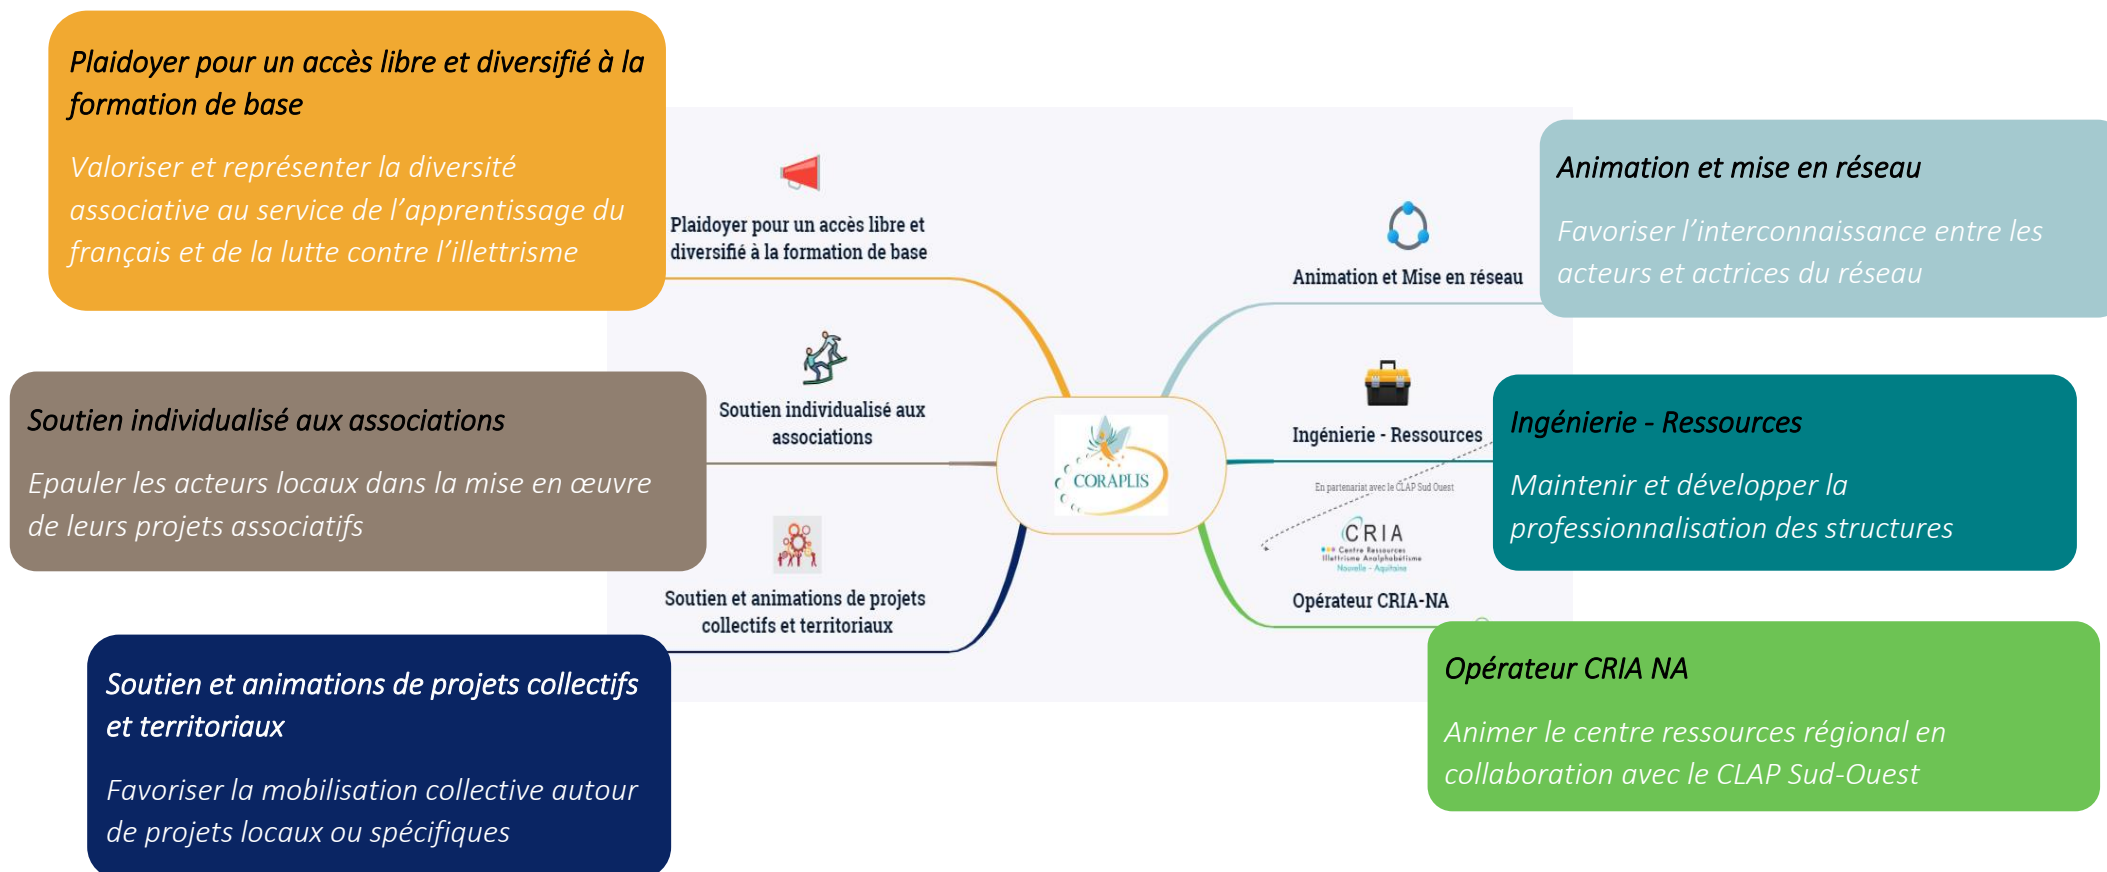 Plaidoyer pour un accès libre et diversifié à la
formation de base
Valoriser et représenter la diversité
associative au service de l’apprentissage du
français et de la lutte contre l’illettrisme
Soutien individualisé aux associations
Epauler les acteurs locaux dans la mise en œuvre
de leurs projets associatifs
Soutien et animations de projets collectifs
et territoriaux
Favoriser la mobilisation collective autour
de projets locaux ou spécifiques
Plaidoyer pour un accès libre et
diversifié à la formation de base
Soutien individualisé aux
associations
Soutien et animations de projets
collectifs et territoriaux
CORAPLIS
Animation et Mise en réseau
Ingénierie - Ressources
En partenariat avec le CLAP Sud Ouest
CRIA
Centre Ressources
Illettrisme Analphabétisme
Nouvelle - Aquitaine
Opérateur CRIA-NA
Animation et mise en réseau
Favoriser l’interconnaissance entre les
acteurs et actrices du réseau
Ingénierie - Ressources
Maintenir et développer la
professionnalisation des structures
Opérateur CRIA NA
Animer le centre ressources régional en
collaboration avec le CLAP Sud-Ouest